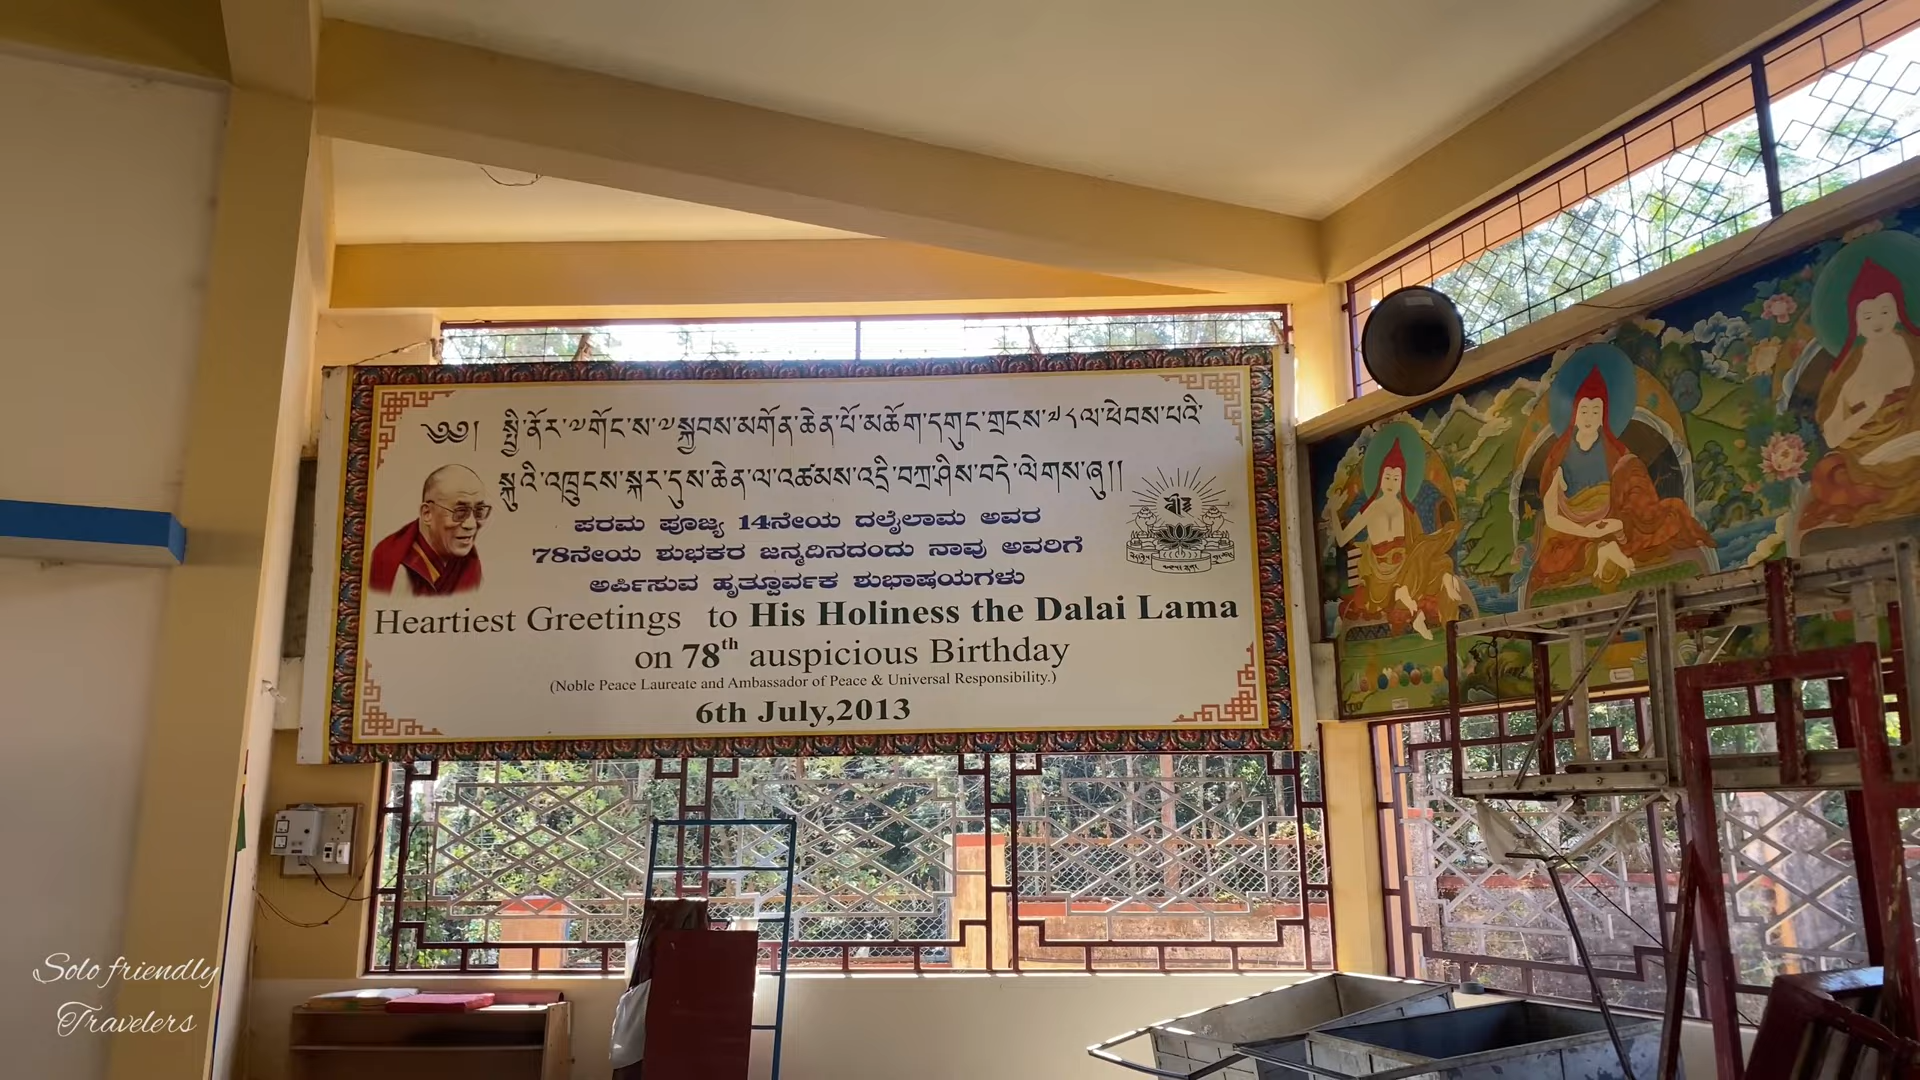 ༄༅། སྤྱི་ནོར་༧གོང་ས་༧སྐྱབས་མགོན་ཆེན་པོ་མཆོག་དགུང་གྲངས་༧༨ལ་ཕེབས་པའི་
སྐུའི་འཁྲུངས་སྐར་དུས་ཆེན་ལ་འཚམས་འདྲི་བཀྲ་ཤིས་བདེ་ལེགས་ཞུ།།
ಪರಮ ಪೂಜ್ಯ 14ನೇಯ ದಲೈಲಾಮ ಅವರ
78ನೇಯ ಶುಭಕರ ಜನ್ಮದಿನದಂದು ನಾವು ಅವರಿಗೆ
ಅರ್ಪಿಸುವ ಹೃತ್ಪೂರ್ವಕ ಶುಭಾಷಯಗಳು
Heartiest Greetings to His Holiness the Dalai Lama
on 78th auspicious Birthday
(Noble Peace Laureate and Ambassador of Peace & Universal Responsibility.)
6th July,2013
Solo friendly
Travelers